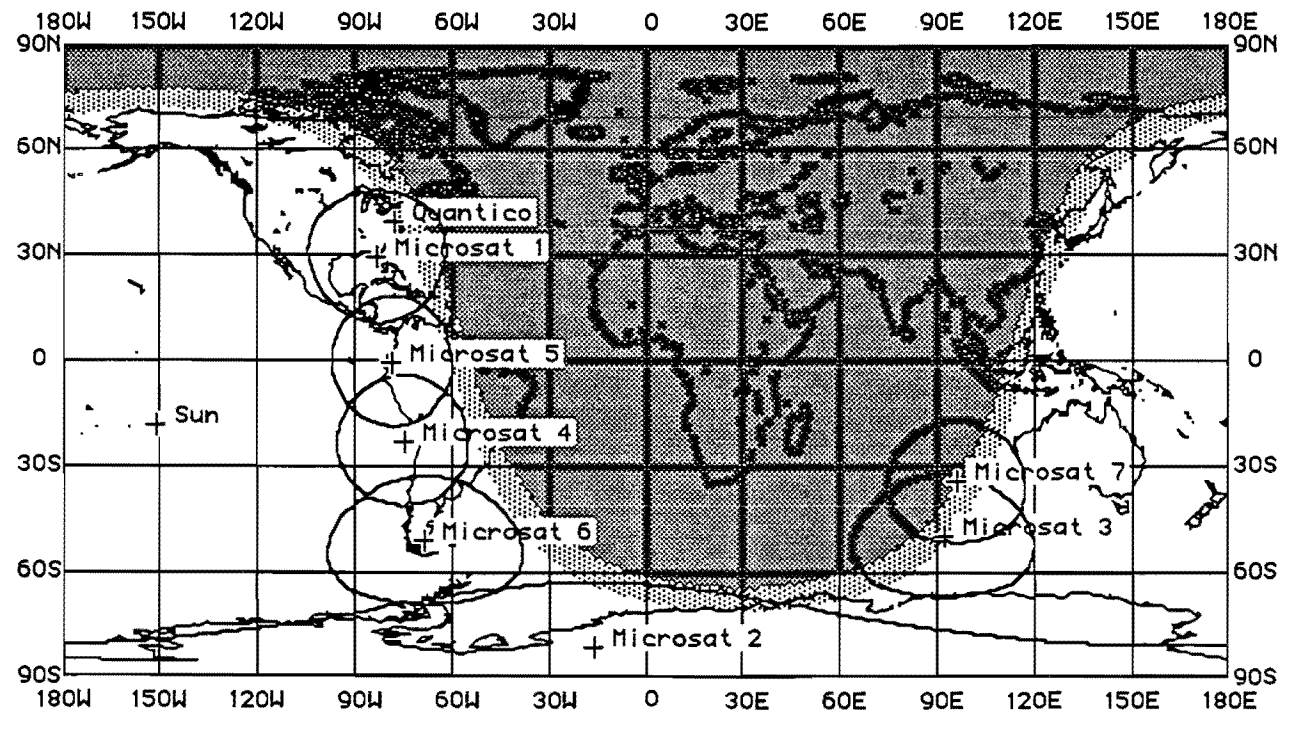 180W 150W 120W 90W 60W 30W 0 30E 60E 90E 120E 150E 180E
90N 90N
60N 60N
Quantico
30N Microsat 1 30N
0 Microsat 5 0
Sun
Microsat 4
30S Microsat 7 30S
Microsat 6 Microsat 3
60S 60S
Microsat 2
90S 90S
180W 150W 120W 90W 60W 30W 0 30E 60E 90E 120E 150E 180E